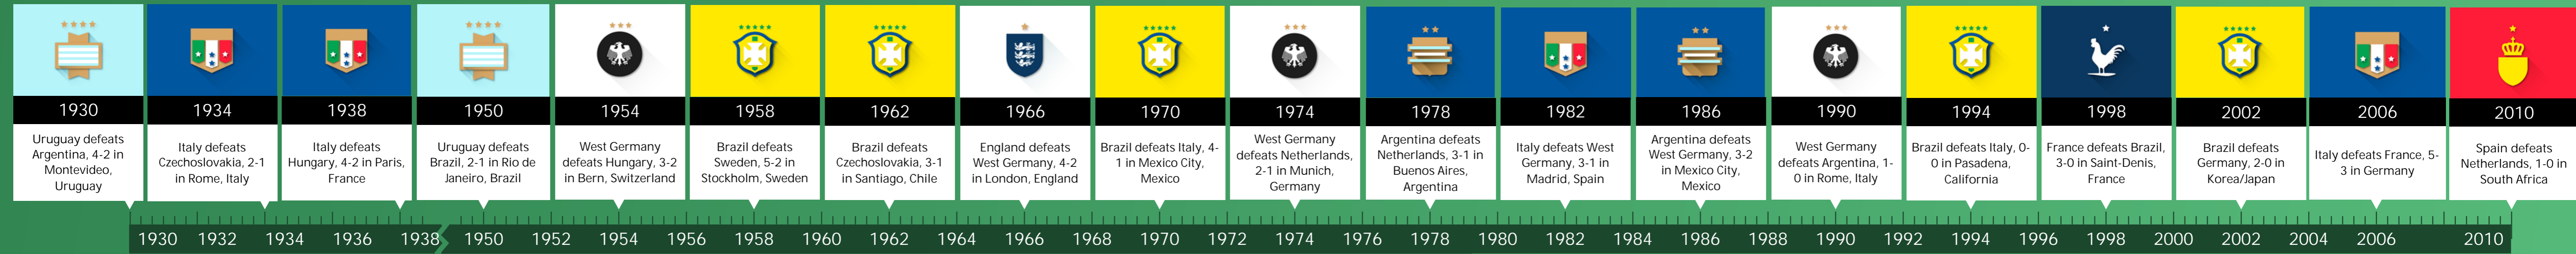 1930
Uruguay defeats
Argentina, 4-2 in
Montevideo,
Uruguay
1934
Italy defeats
Czechoslovakia, 2-1
in Rome, Italy
1938
Italy defeats
Hungary, 4-2 in Paris,
France
1950
Uruguay defeats
Brazil, 2-1 in Rio de
Janeiro, Brazil
1954
West Germany
defeats Hungary, 3-2
in Bern, Switzerland
1958
Brazil defeats
Sweden, 5-2 in
Stockholm, Sweden
1962
Brazil defeats
Czechoslovakia, 3-1
in Santiago, Chile
1966
England defeats
West Germany, 4-2
in London, England
1970
Brazil defeats Italy, 4-
1 in Mexico City,
Mexico
1974
West Germany
defeats Netherlands,
2-1 in Munich,
Germany
1978
Argentina defeats
Netherlands, 3-1 in
Buenos Aires,
Argentina
1982
Italy defeats West
Germany, 3-1 in
Madrid, Spain
1986
Argentina defeats
West Germany, 3-2
in Mexico City,
Mexico
1990
West Germany
defeats Argentina, 1-
0 in Rome, Italy
1994
Brazil defeats Italy, 0-
0 in Pasadena,
California
1998
France defeats Brazil,
3-0 in Saint-Denis,
France
2002
Brazil defeats
Germany, 2-0 in
Korea/Japan
2006
Italy defeats France, 5-
3 in Germany
2010
Spain defeats
Netherlands, 1-0 in
South Africa
1930 1932 1934 1936 1938 1950 1952 1954 1956 1958 1960 1962 1964 1966 1968 1970 1972 1974 1976 1978 1980 1982 1984 1986 1988 1990 1992 1994 1996 1998 2000 2002 2004 2006 2010